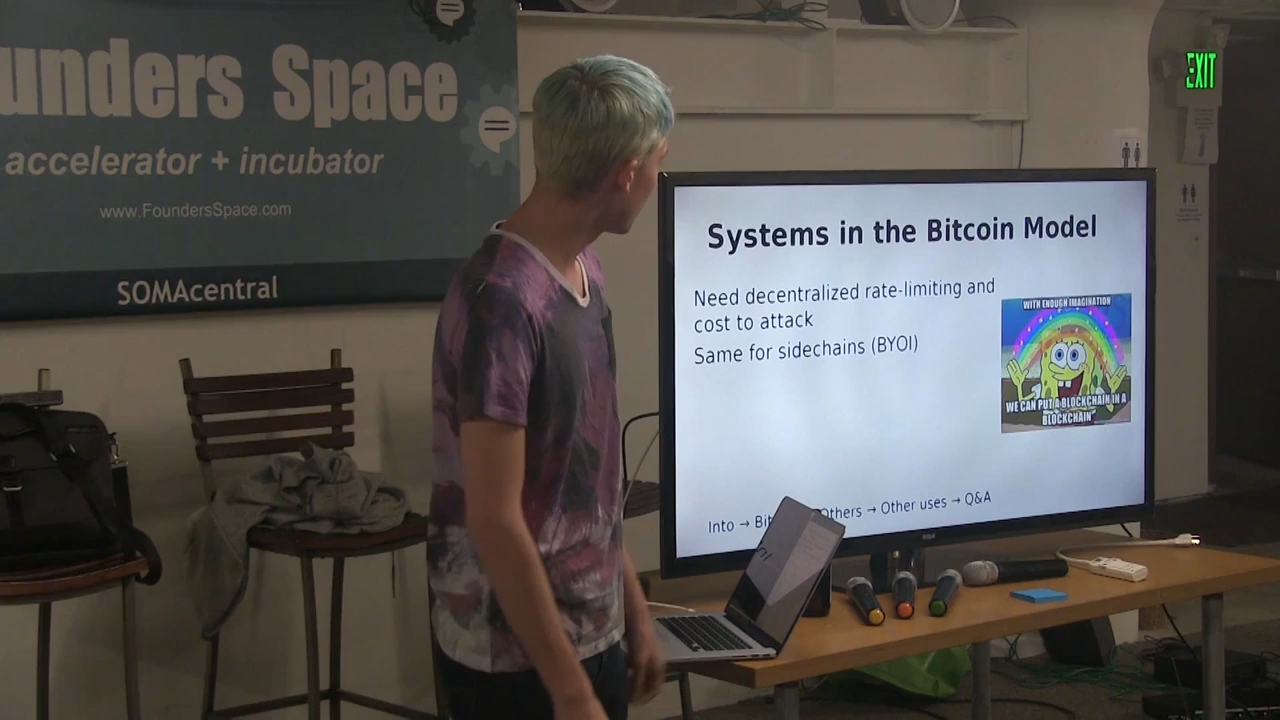 unders Space
accelerator + incubator
www.FoundersSpace.com
SOMAcentral
EXIT
Systems in the Bitcoin Model
Need decentralized rate-limiting and
cost to attack
Same for sidechains (BYOI)
WITH ENOUGH IMAGINATION
WE CAN PUT A BLOCKCHAIN IN A
BLOCKCHAIN
Into → Bit Others → Other uses → Q&A
RCA